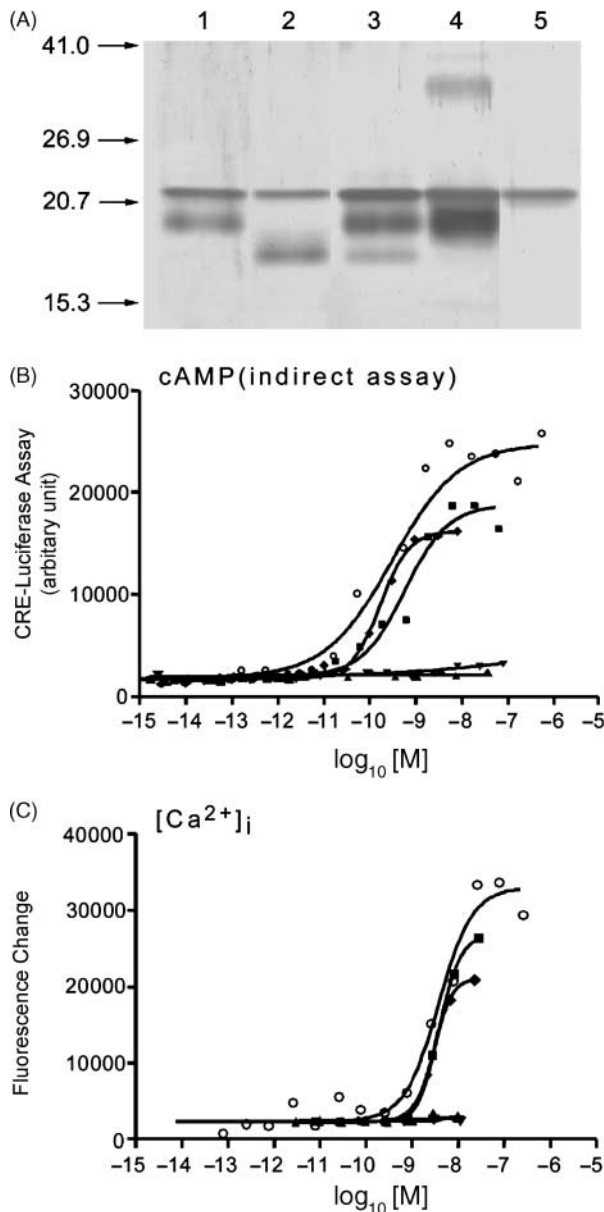 (A)
1 2 3 4 5
41.0
26.9
20.7
15.3
(B)
cAMP(indirect assay)
CRE-Luciferase Assay
(arbitary unit)
30000
20000
10000
0
−15 −14 −13 −12 −11 −10 −9 −8 −7 −6 −5
log10 [M]
(C)
[Ca2+]i
Fluorescence Change
40000
30000
20000
10000
0
−15 −14 −13 −12 −11 −10 −9 −8 −7 −6 −5
log10 [M]